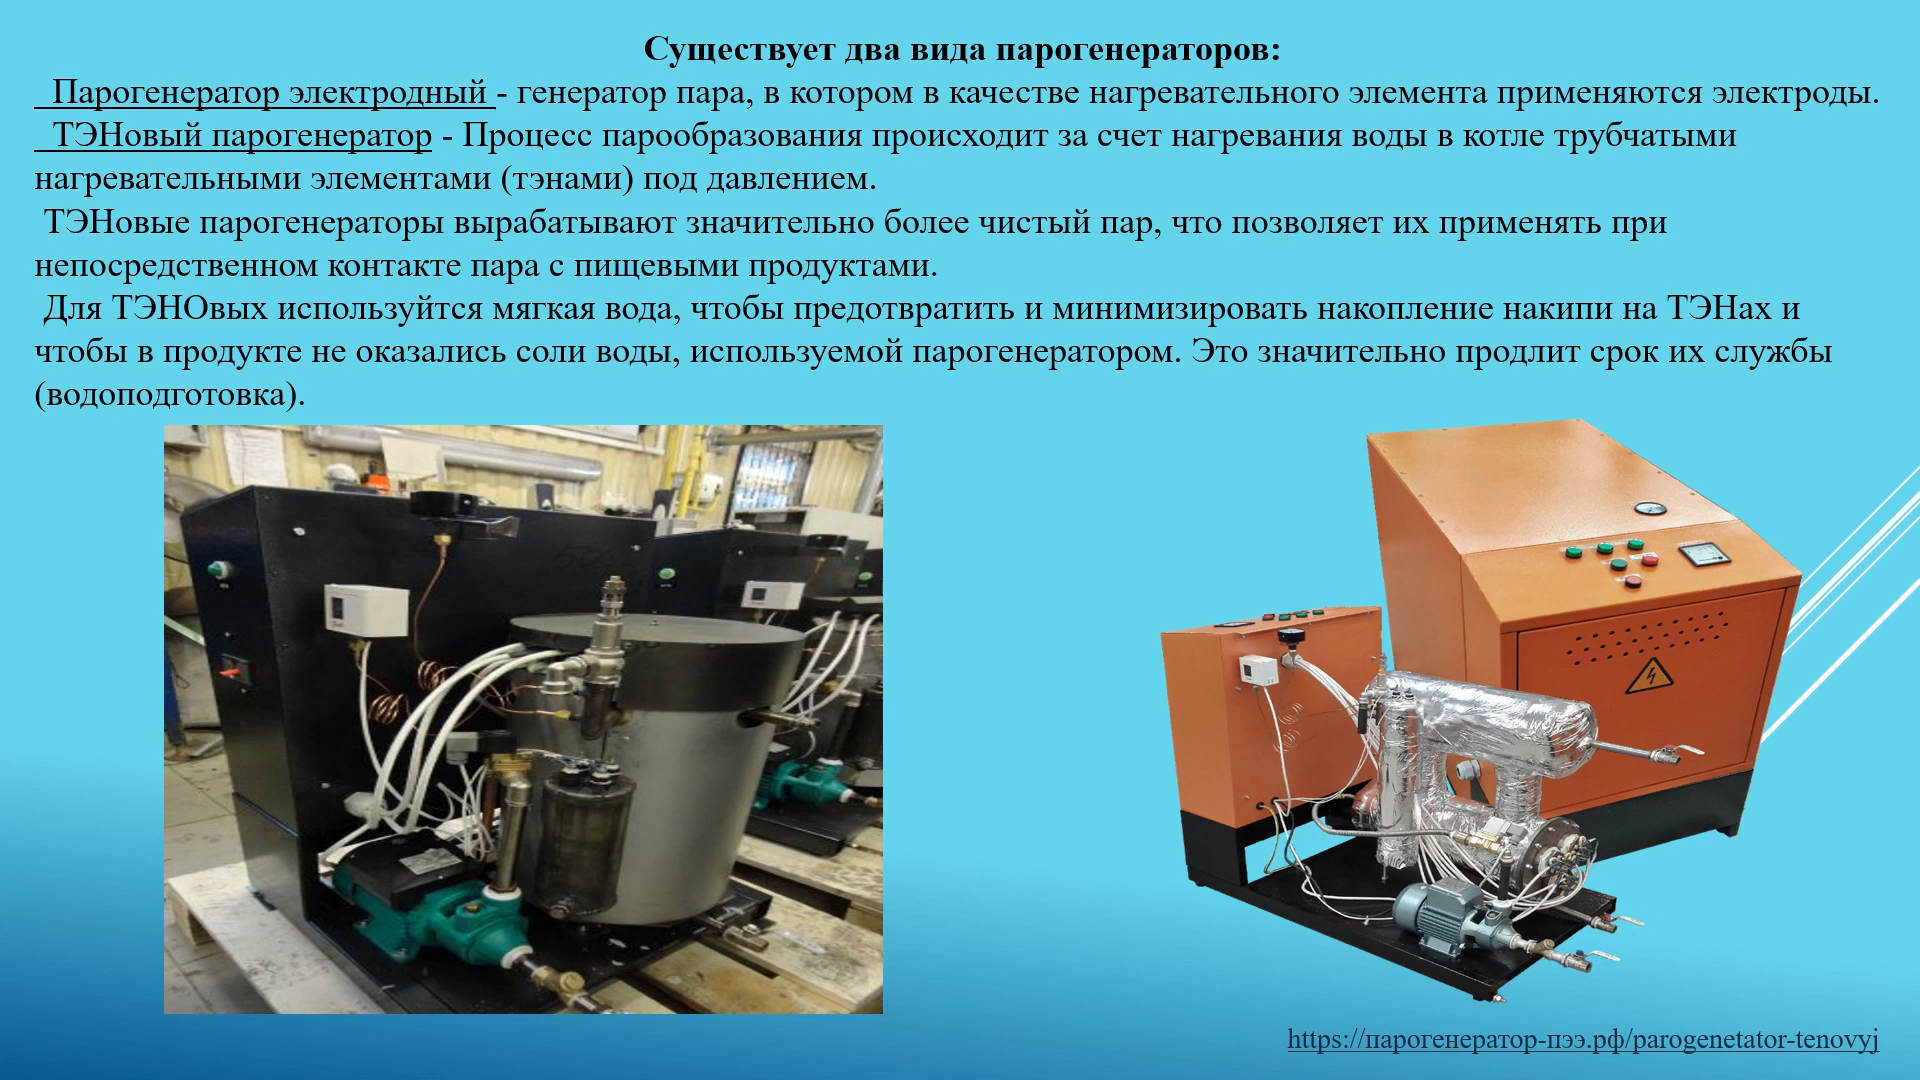 Существует два вида парогенераторов:
Парогенератор электродный - генератор пара, в котором в качестве нагревательного элемента применяются электроды.
ТЭНовый парогенератор - Процесс парообразования происходит за счет нагревания воды в котле трубчатыми
нагревательными элементами (тэнами) под давлением.
ТЭНовые парогенераторы вырабатывают значительно более чистый пар, что позволяет их применять при
непосредственном контакте пара с пищевыми продуктами.
Для ТЭНОвых используйтся мягкая вода, чтобы предотвратить и минимизировать накопление накипи на ТЭНах и
чтобы в продукте не оказались соли воды, используемой парогенератором. Это значительно продлит срок их службы
(водоподготовка).
https://парогенератор-пээ.рф/parogenetator-tenovyj